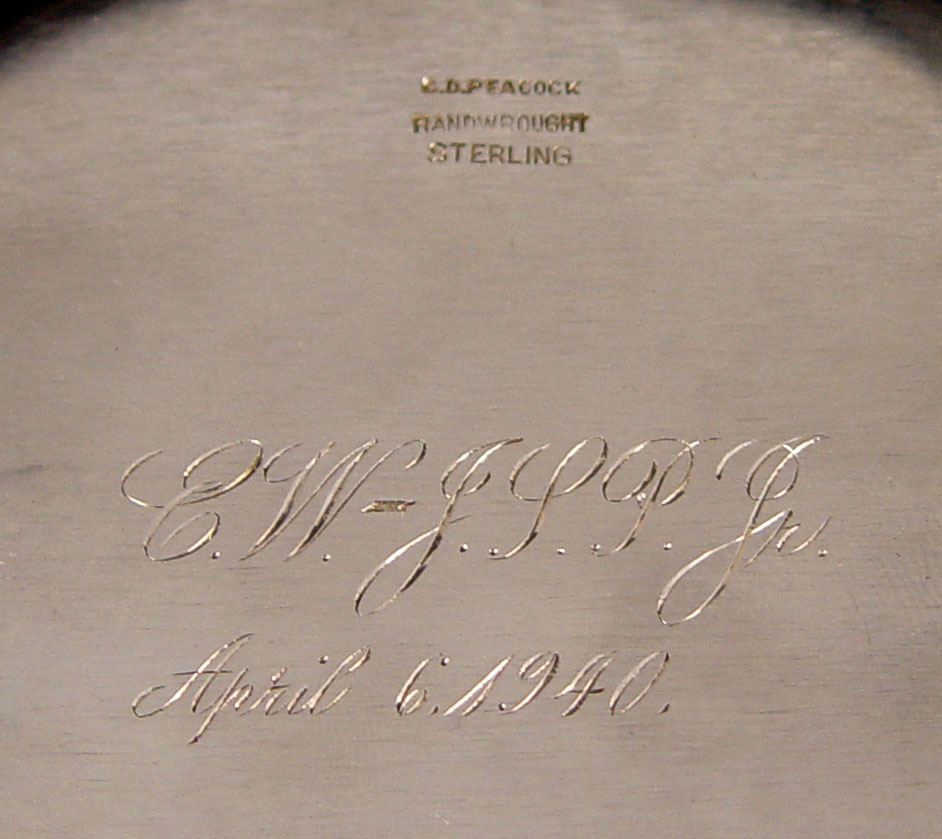 C.D.PEACOCK
HANDWROUGHT
STERLING
C.W.-J.S.P.Jr.
April 6.1940.